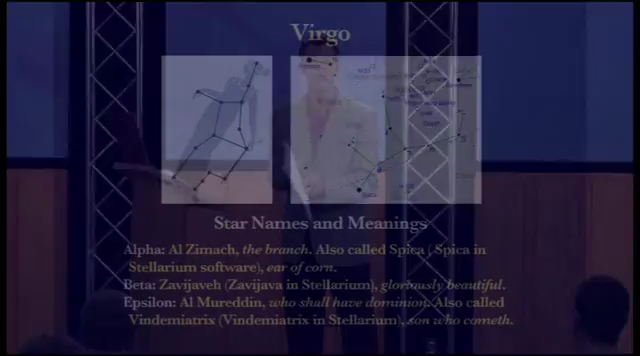 Virgo
Star Names and Meanings
Alpha: Al Zimach, the branch. Also called Spica ( Spica in
Stellarium software), ear of corn.
Beta: Zavijaveh (Zavijava in Stellarium), gloriously beautiful.
Epsilon: Al Mureddin, who shall have dominion. Also called
Vindemiatrix (Vindemiatrix in Stellarium), son who cometh.